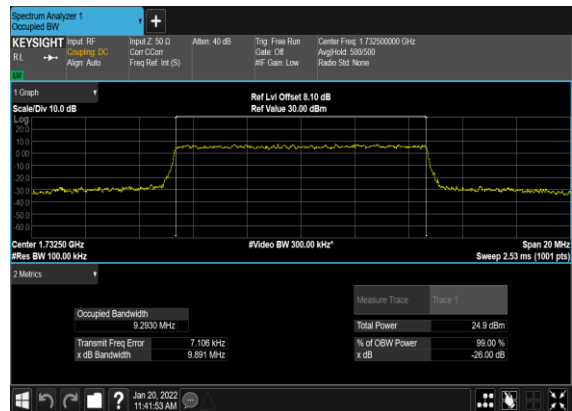 Spectrum Analyzer 1
Occupied BW
KEYSIGHT
R L
LW
Input: RF
Coupling: DC
Align: Auto
Input Z: 50 Ω
Corr CCorr
Freq Ref: Int (S)
Atten: 40 dB
Trig: Free Run
Gate: Off
#IF Gain: Low
Center Freq: 1.732500000 GHz
Avg|Hold: 500/500
Radio Std: None
1 Graph
Scale/Div 10.0 dB
Ref Lvl Offset 8.10 dB
Ref Value 30.00 dBm
Log
20.0
10.0
0.00
-10.0
-20.0
-30.0
-40.0
-50.0
-60.0
Center 1.73250 GHz
#Video BW 300.00 kHz*
Span 20 MHz
#Res BW 100.00 kHz
Sweep 2.53 ms (1001 pts)
2 Metrics
Measure Trace
Trace 1
Occupied Bandwidth
9.2930 MHz
Total Power
24.9 dBm
Transmit Freq Error
7.106 kHz
% of OBW Power
99.00 %
x dB Bandwidth
9.891 MHz
x dB
-26.00 dB
?
Jan 20, 2022
11:41:53 AM